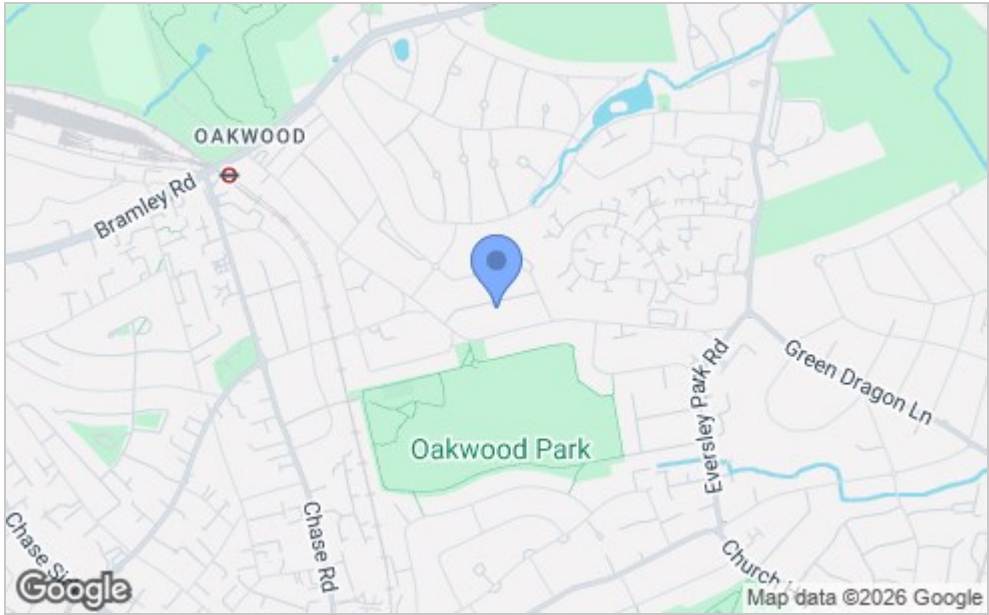 OAKWOOD
Bramley Rd
Oakwood Park
Eversley Park Rd
Green Dragon Ln
Chase Rd
Chase
Church
Google
Map data ©2026 Google